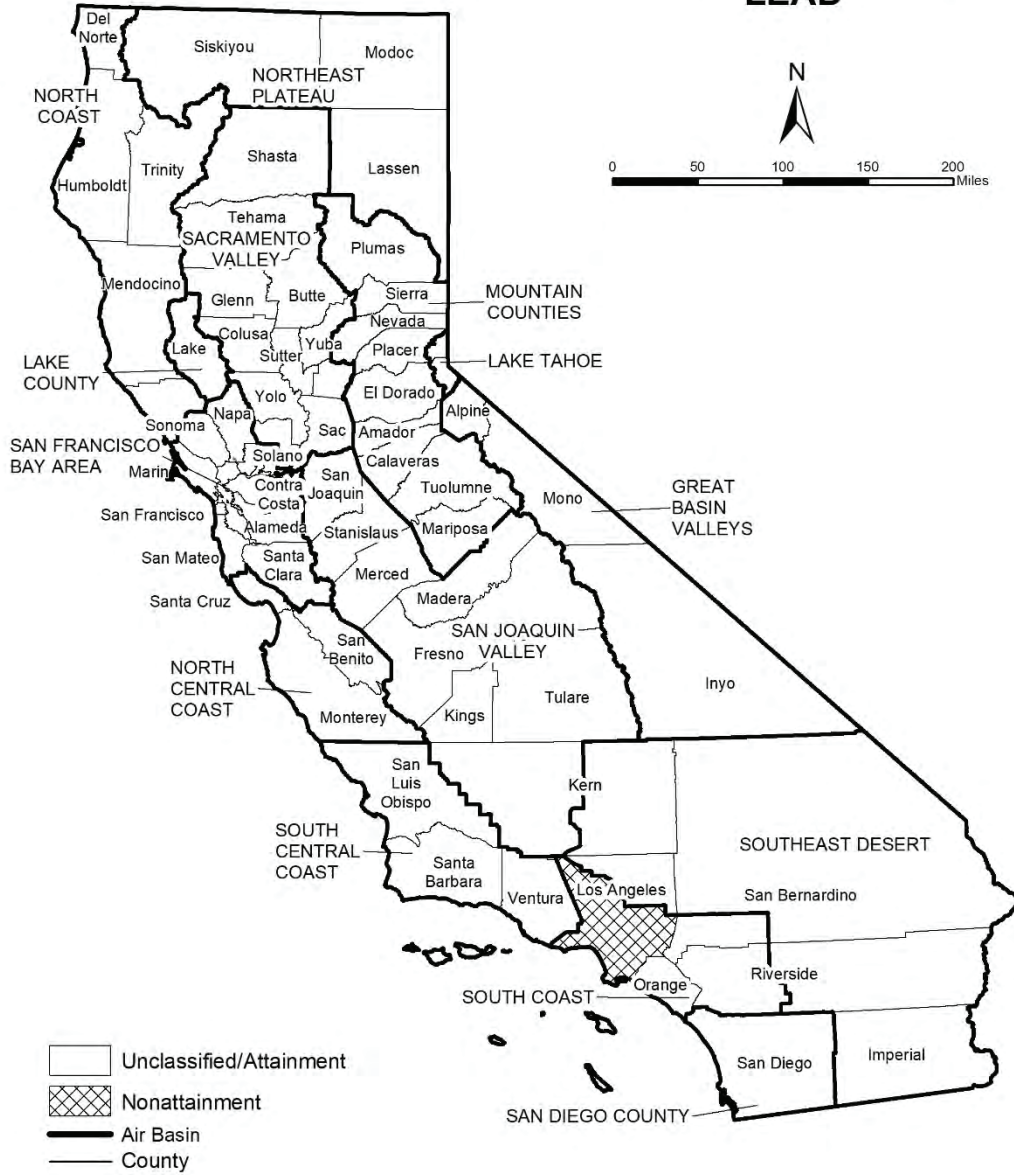 LEAD
N
0 50 100 150 200
Miles
Del
Norte
Siskiyou
Modoc
NORTHEAST
PLATEAU
NORTH
COAST
Trinity
Shasta
Lassen
Humboldt
Tehama
SACRAMENTO
VALLEY
Plumas
Mendocino
Glenn
Butte
Sierra
MOUNTAIN
COUNTIES
Nevada
Colusa
Sutter
Yuba
Placer
Lake
LAKE
COUNTY
LAKE TAHOE
Yolo
El Dorado
Napa
Alpine
Sonoma
Sac
Amador
SAN FRANCISCO
BAY AREA
Solano
Calaveras
Marin
Contra
Costa
San
Joaquin
Tuolumne
Mono
GREAT
BASIN
VALLEYS
San Francisco
Alameda
Stanislaus
Mariposa
San Mateo
Santa
Clara
Merced
Santa Cruz
Madera
San
Benito
Fresno
SAN JOAQUIN
VALLEY
NORTH
CENTRAL
COAST
Monterey
Kings
Tulare
Inyo
San
Luis
Obispo
Kern
SOUTH
CENTRAL
COAST
Santa
Barbara
Ventura
Los Angeles
SOUTHEAST DESERT
San Bernardino
Riverside
Orange
SOUTH COAST
San Diego
Imperial
SAN DIEGO COUNTY
Unclassified/Attainment
Nonattainment
Air Basin
County